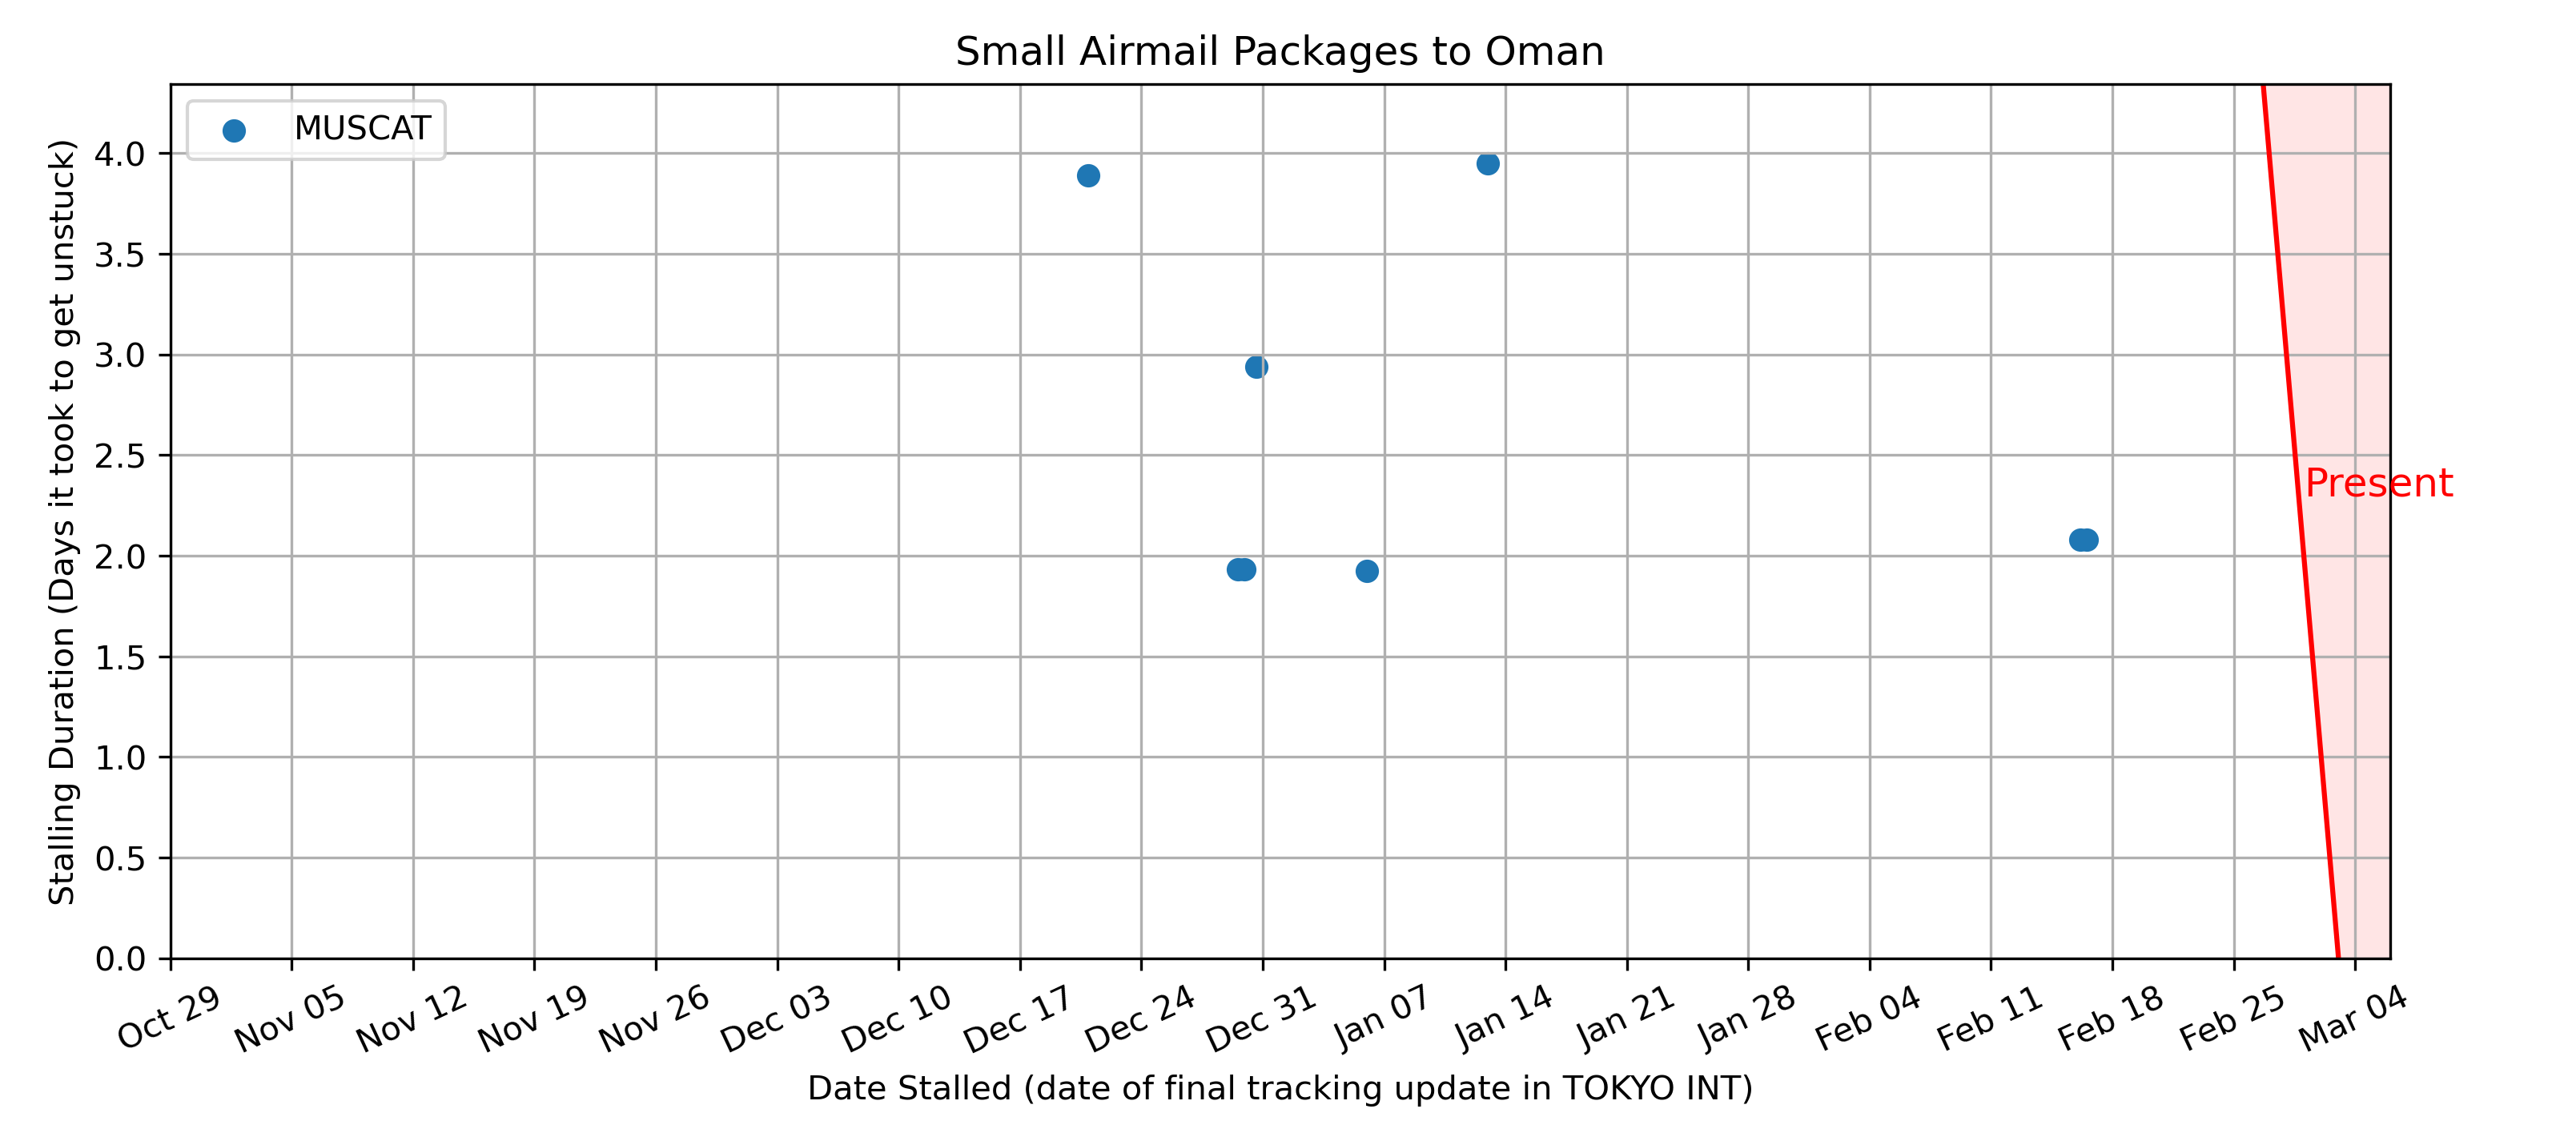 Small Airmail Packages to Oman
MUSCAT
Stalling Duration (Days it took to get unstuck)
4.0
3.5
3.0
2.5
2.0
1.5
1.0
0.5
0.0
Present
Oct 29 Nov 05 Nov 12 Nov 19 Nov 26 Dec 03 Dec 10 Dec 17 Dec 24 Dec 31 Jan 07 Jan 14 Jan 21 Jan 28 Feb 04 Feb 11 Feb 18 Feb 25 Mar 04
Date Stalled (date of final tracking update in TOKYO INT)